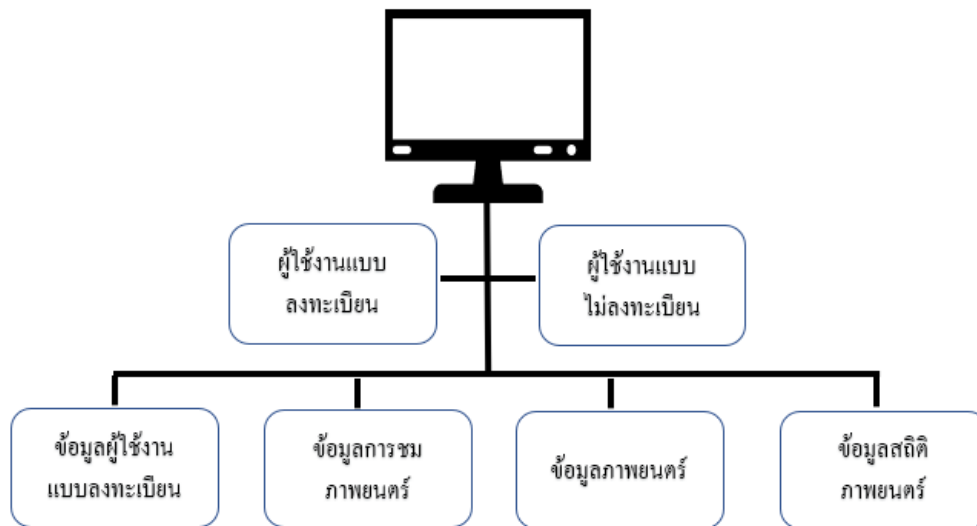 ผู้ใช้งานแบบ
ลงทะเบียน
ผู้ใช้งานแบบ
ไม่ลงทะเบียน
ข้อมูลผู้ใช้งาน
แบบลงทะเบียน
ข้อมูลการชม
ภาพยนตร์
ข้อมูลภาพยนตร์
ข้อมูลสถิติ
ภาพยนตร์